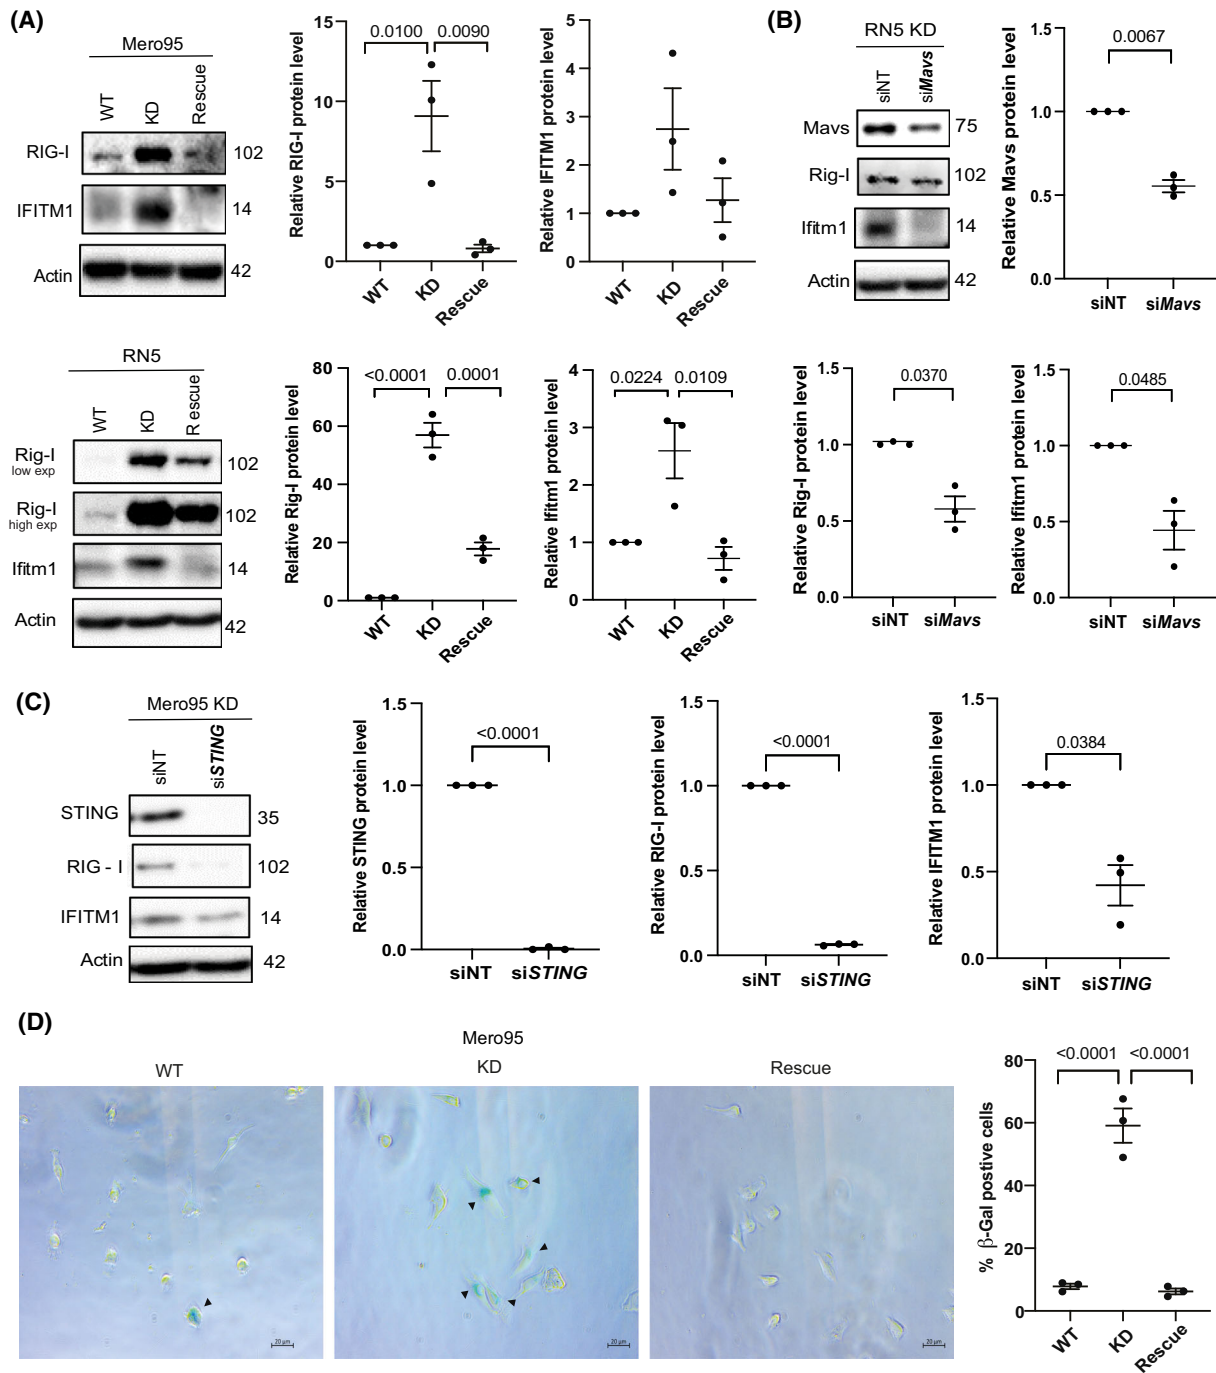 (A)
Mero95
WT
KD
Rescue
RIG-I
102
IFITM1
14
Actin
42
Relative RIG-I protein level
15
10
5
0
0.0100
0.0090
WT
KD
Rescue
Relative IFITM1 protein level
5
4
3
2
1
0
WT
KD
Rescue
RN5
WT
KD
R escue
Rig-I
low exp
102
Rig-I
high exp
102
Ifitm1
14
Actin
42
Relative Rig-I protein level
80
60
40
20
0
<0.0001
0.0001
WT
KD
Rescue
Relative Ifitm1 protein level
4
3
2
1
0
0.0224
0.0109
WT
KD
Rescue
(B)
RN5 KD
siNT
siMavs
Mavs
75
Rig-I
102
Ifitm1
14
Actin
42
Relative Mavs protein level
1.5
1.0
0.5
0.0
0.0067
siNT
siMavs
Relative Rig-I protein level
1.5
1.0
0.5
0.0
0.0370
siNT
siMavs
Relative Ifitm1 protein level
1.5
1.0
0.5
0.0
0.0485
siNT
siMavs
(C)
Mero95 KD
siNT
siSTING
STING
35
RIG - I
102
IFITM1
14
Actin
42
Relative STING protein level
1.5
1.0
0.5
0.0
<0.0001
siNT
siSTING
Relative RIG-I protein level
1.5
1.0
0.5
0.0
<0.0001
siNT
siSTING
Relative IFITM1 protein level
1.5
1.0
0.5
0.0
0.0384
siNT
siSTING
(D)
Mero95
WT
KD
Rescue
20 µm
20 µm
20 µm
% β-Gal postive cells
80
60
40
20
0
<0.0001
<0.0001
WT
KD
Rescue